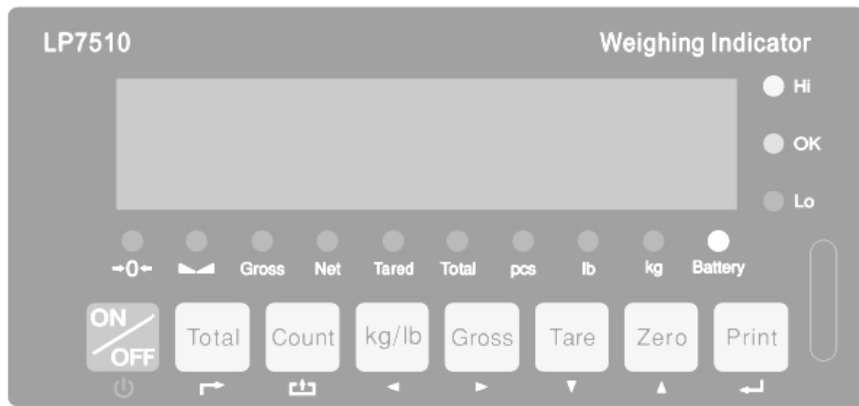 LP7510 Weighing Indicator
Hi
OK
Lo
→0← Gross Net Tared Total pcs lb kg Battery
ON/OFF Total Count kg/lb Gross Tare Zero Print